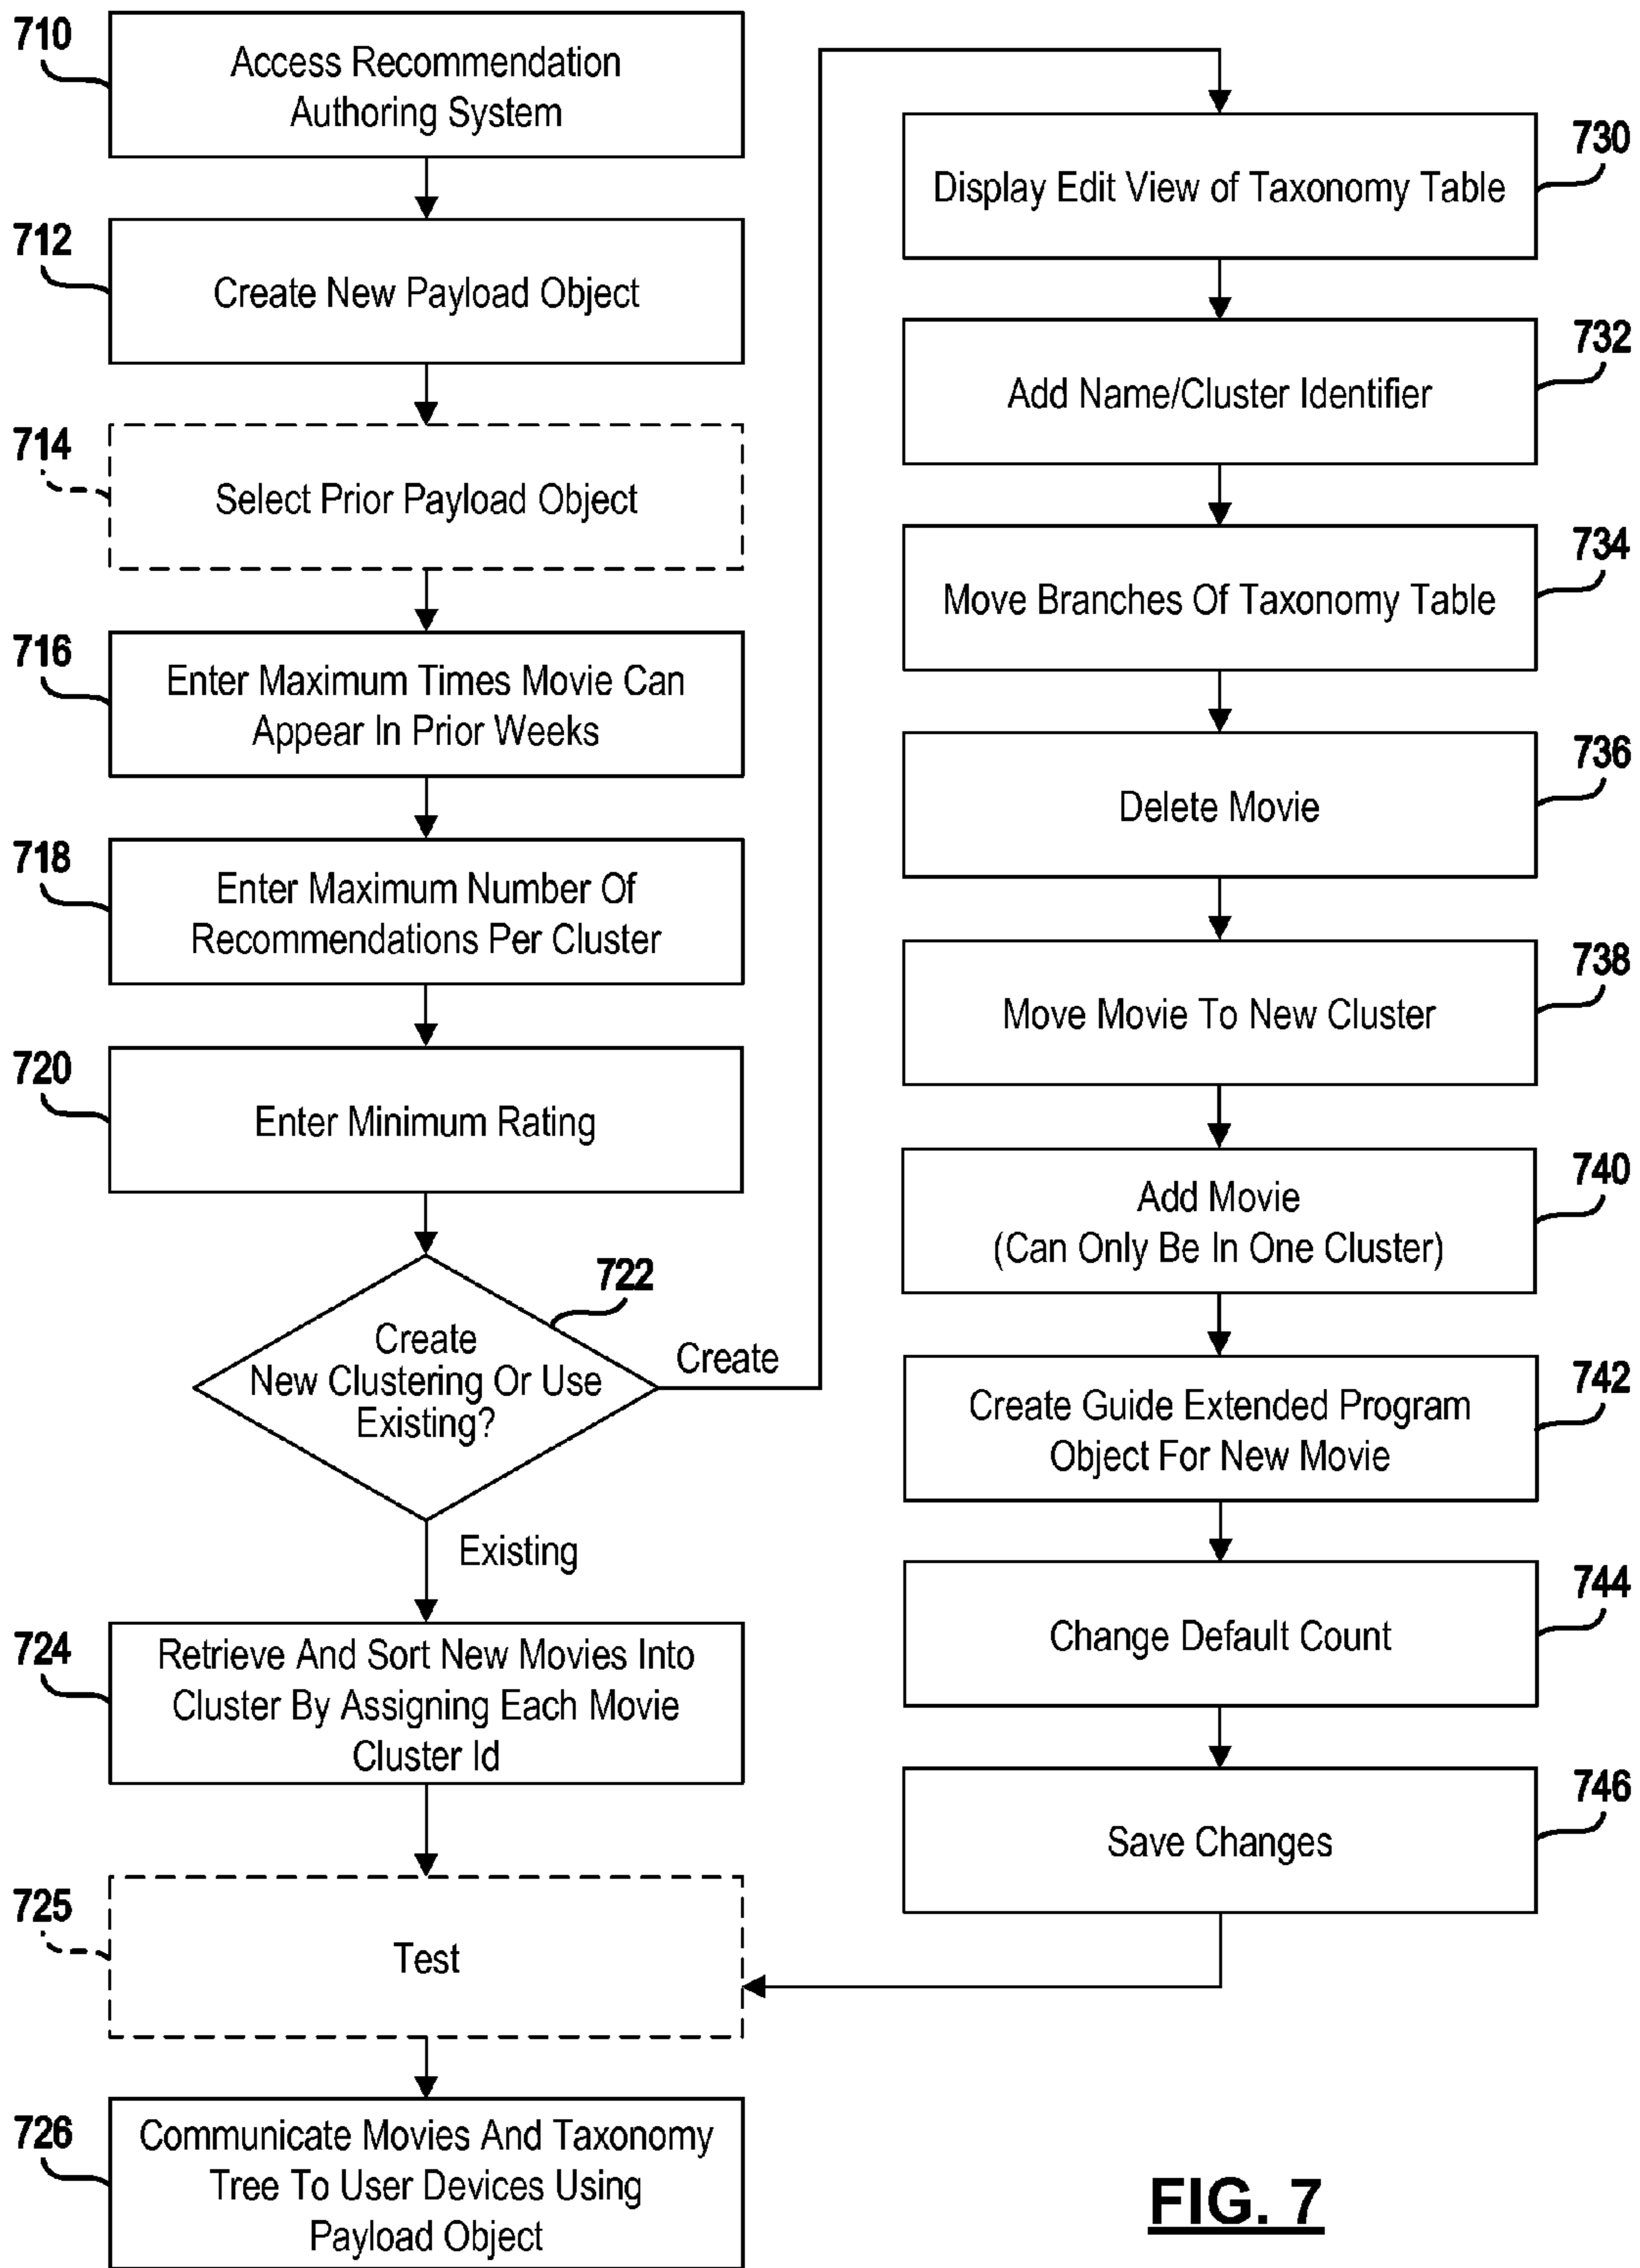 710
Access Recommendation
Authoring System
712
Create New Payload Object
714
Select Prior Payload Object
716
Enter Maximum Times Movie Can
Appear In Prior Weeks
718
Enter Maximum Number Of
Recommendations Per Cluster
720
Enter Minimum Rating
722
Create
New Clustering Or Use
Existing?
Create
Existing
724
Retrieve And Sort New Movies Into
Cluster By Assigning Each Movie
Cluster Id
725
Test
726
Communicate Movies And Taxonomy
Tree To User Devices Using
Payload Object
730
Display Edit View of Taxonomy Table
732
Add Name/Cluster Identifier
734
Move Branches Of Taxonomy Table
736
Delete Movie
738
Move Movie To New Cluster
740
Add Movie
(Can Only Be In One Cluster)
742
Create Guide Extended Program
Object For New Movie
744
Change Default Count
746
Save Changes
FIG. 7